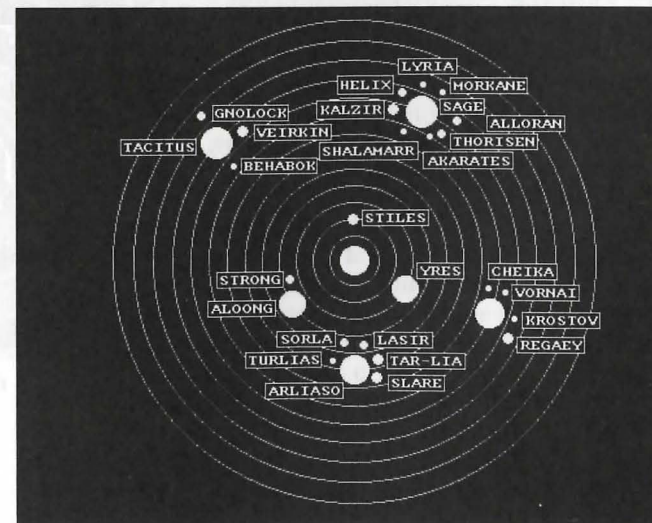 LYRIA
HELIX
MORKANE
KALZIR
SAGE
GNOLOCK
ALLORAN
VEIRKIN
THORISEN
TACITUS
SHALAMARR
AKARATES
BEHABOK
STILES
CHEIKA
YRES
STRONG
VORNAI
ALOONG
KROSTOV
SORLA
LASIR
REGAEY
TURLIAS
TAR-LIA
SLARE
ARLIASO